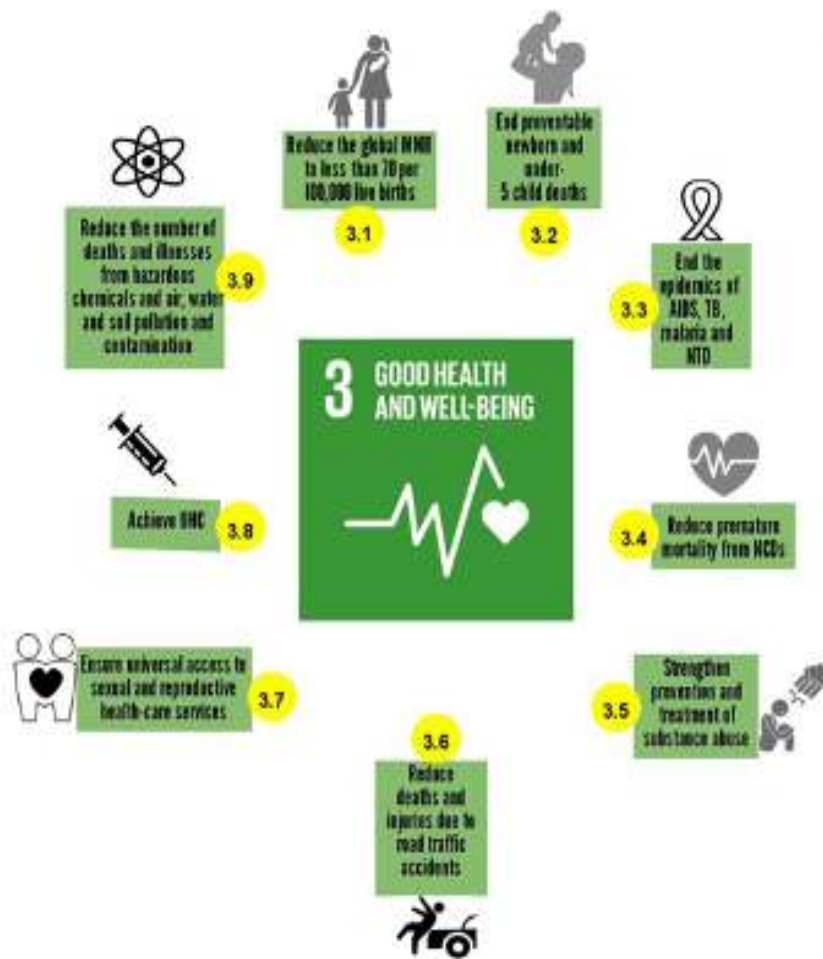 Reduce the global MMR
to less than 70 per
100,000 live births
3.1
End preventable
newborn and
under-
5 child deaths
3.2
End the
epidemics of
AIDS, TB,
malaria and
NTD
3.3
Reduce premature
mortality from NCDs
3.4
Strengthen
prevention and
treatment of
substance abuse
3.5
3.6
Reduce
deaths and
injuries due to
road traffic
accidents
Ensure universal access to
sexual and reproductive
health-care services
3.7
Achieve UHC
3.8
Reduce the number of
deaths and illnesses
from hazardous
chemicals and air, water
and soil pollution and
contamination
3.9
3 GOOD HEALTH
AND WELL-BEING